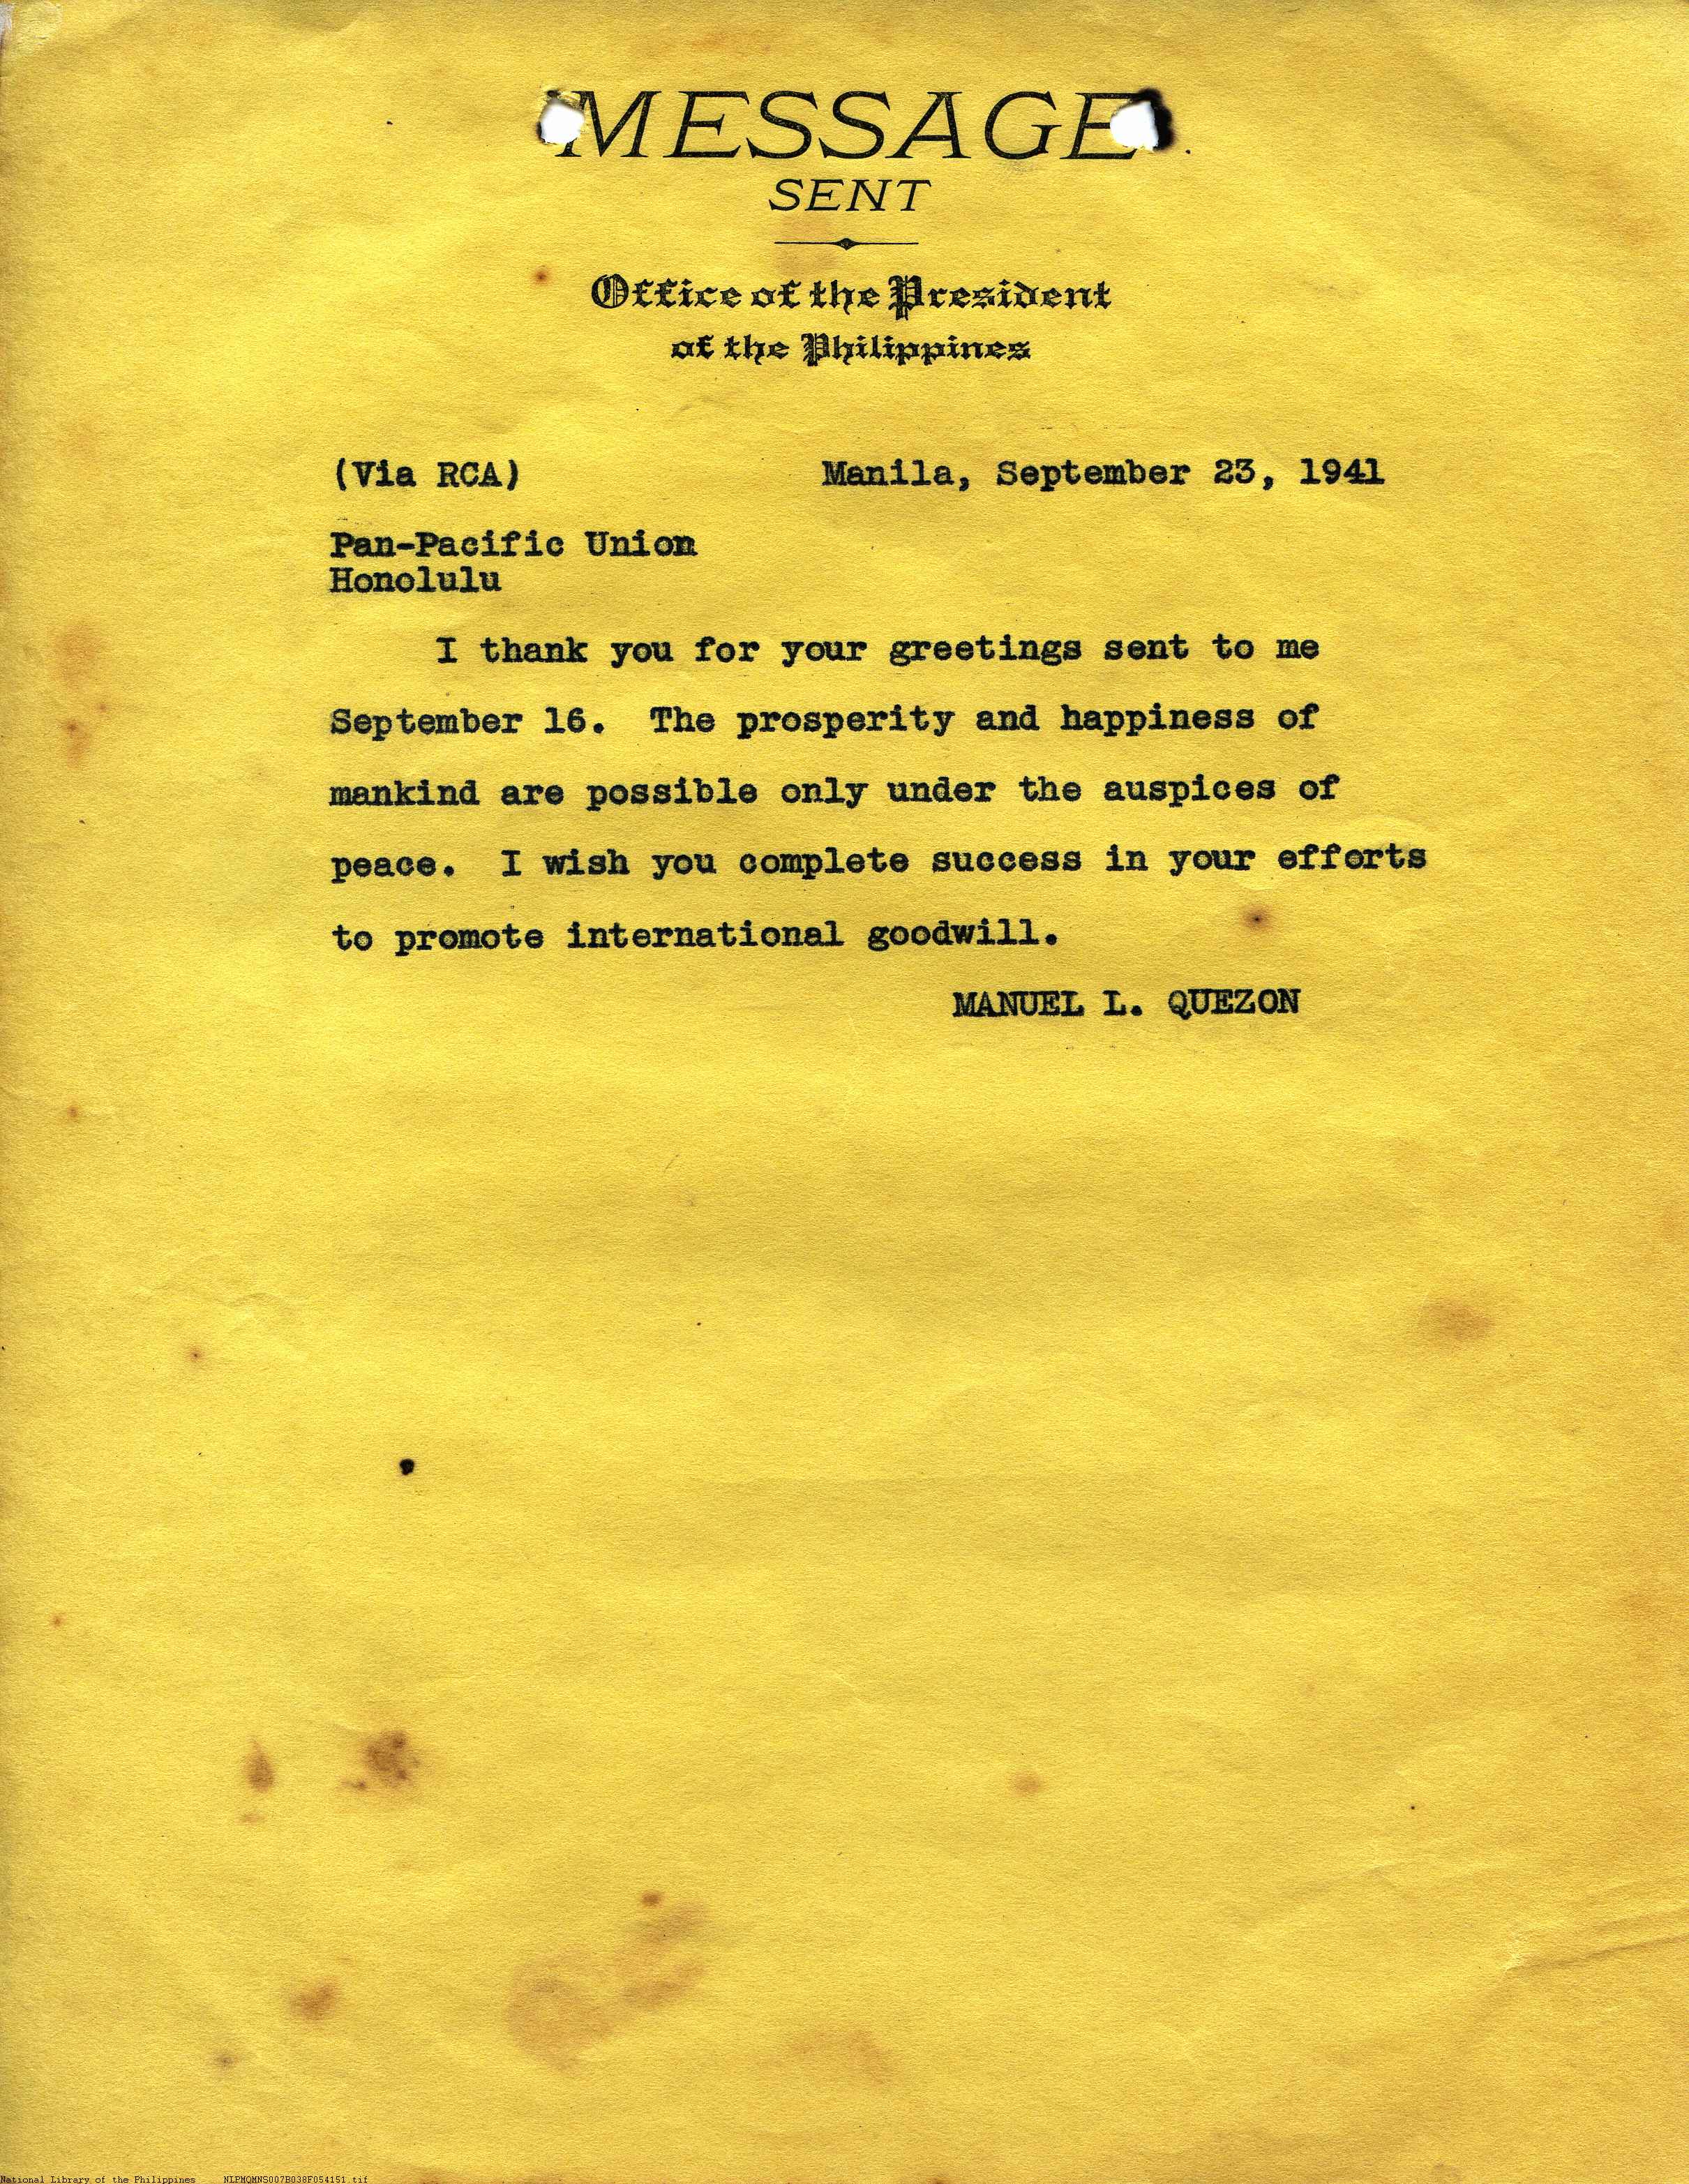 MESSAGE
SENT
Office of the President
of the Philippines
(Via RCA) Manila, September 23, 1941
Pan-Pacific Union
Honolulu
I thank you for your greetings sent to me
September 16. The prosperity and happiness of
mankind are possible only under the auspices of
peace. I wish you complete success in your efforts
to promote international goodwill.
MANUEL L. QUEZON
National Library of the Philippines NLPMQMNS007B038F054151.tif